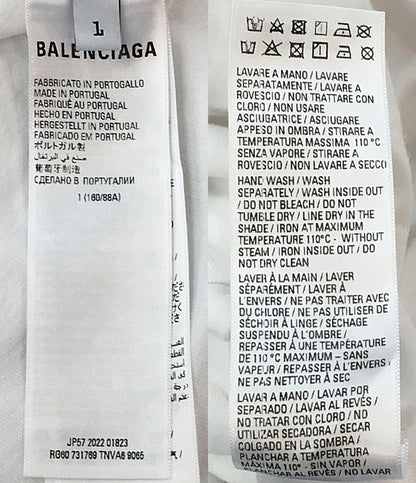 1
BALENCIAGA
FABBRICATO IN PORTOGALLO
MADE IN PORTUGAL
FABRIQUÉ AU PORTUGAL
HECHO EN PORTUGAL
HERGESTELLT IN PORTUGAL
FABRICADO EM PORTUGAL
ポルトガル製
صنع في البرتغال
葡萄牙制造
СДЕЛАНО В ПОРТУГАЛИИ
1 (160/88A)
JP57 2022 01823
RG60 731769 TNVA6 9065
LAVARE A MANO / LAVARE
SEPARATAMENTE / LAVARE A
ROVESCIO / NON TRATTARE CON
CLORO / NON USARE
ASCIUGATRICE / ASCIUGARE
APPESO IN OMBRA / STIRARE A
TEMPERATURA MASSIMA 110 °C
SENZA VAPORE / STIRARE A
ROVESCIO / NON LAVARE A SECCO
HAND WASH / WASH
SEPARATELY / WASH INSIDE OUT
/ DO NOT BLEACH / DO NOT
TUMBLE DRY / LINE DRY IN THE
SHADE / IRON AT MAXIMUM
TEMPERATURE 110°C - WITHOUT
STEAM / IRON INSIDE OUT / DO
NOT DRY CLEAN
LAVER À LA MAIN / LAVER
SÉPARÉMENT / LAVER À
L'ENVERS / NE PAS TRAITER AVEC
DU CHLORE / NE PAS UTILISER DE
SÉCHOIR À LINGE / SÉCHAGE
SUSPENDU À L'OMBRE /
REPASSER À UNE TEMPÉRATURE
DE 110 °C MAXIMUM – SANS
VAPEUR / REPASSER À L'ENVERS /
NE PAS NETTOYER À SEC
LAVAR A MANO / LAVAR POR
SEPARADO / LAVAR AL REVÉS /
NO TRATAR CON CLORO / NO
UTILIZAR SECADORA / SECAR
COLGADO EN LA SOMBRA /
PLANCHAR A TEMPERATURA
MÁXIMA 110° - SIN VAPOR /
PLANCHAR AL REVÉS / NO LAVAR